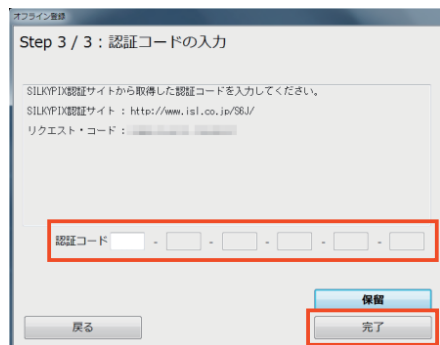 オフライン登録
Step 3 / 3：認証コードの入力
SILKYPIX認証サイトから取得した認証コードを入力してください。
SILKYPIX認証サイト : http://www.isl.co.jp/S6J/
リクエスト・コード :
認証コード - - - - -
保留
戻る 完了